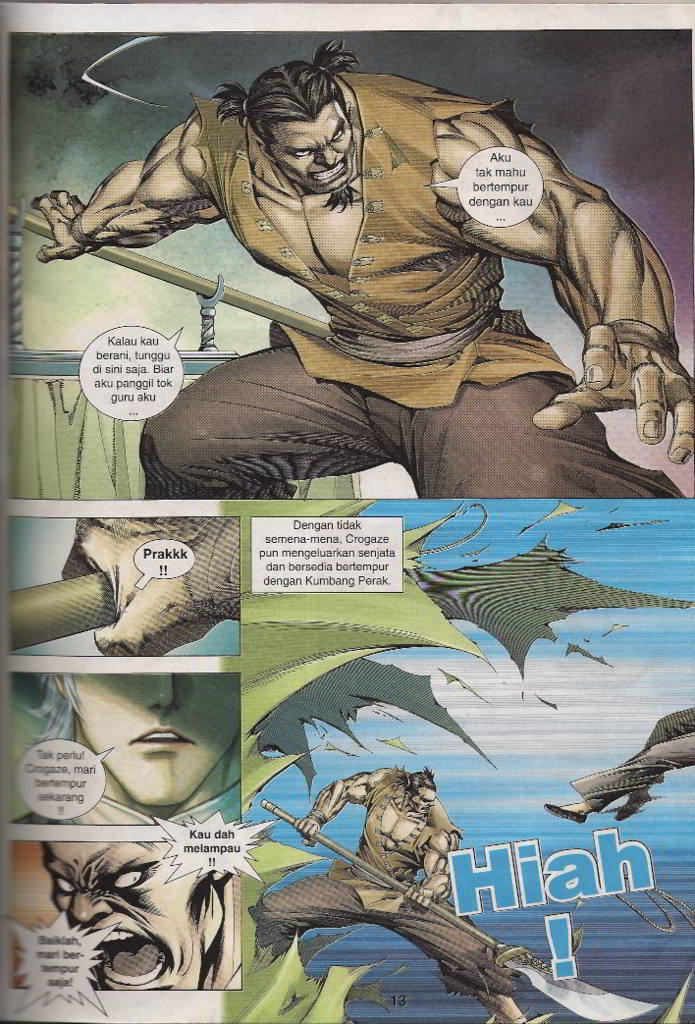 Aku
tak mahu
bertempur
dengan kau
...
Kalau kau
berani, tunggu
di sini saja. Biar
aku panggil tok
guru aku
...
Prakkk
!!
Dengan tidak
semena-mena, Crogaze
pun mengeluarkan senjata
dan bersedia bertempur
dengan Kumbang Perak.
Tak perlu!
Crogaze, mari
bertempur
sekarang
!!
Kau dah
melampau
!!
Baiklah,
mari ber-
tempur
saja!
Hiah
!
13